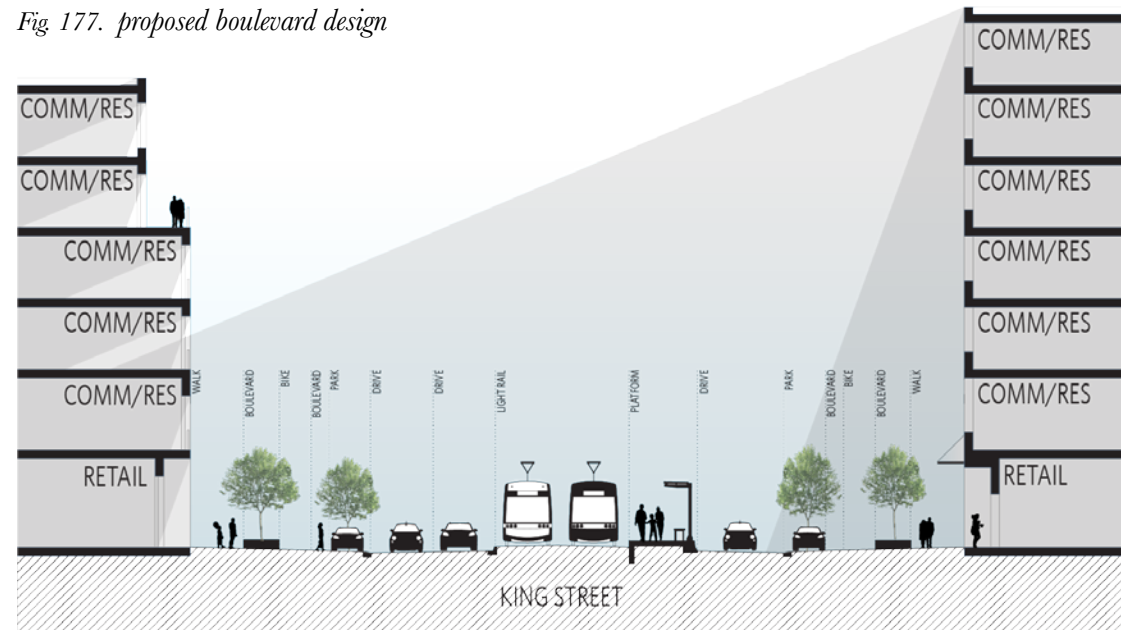 Fig. 177. proposed boulevard design
COMM/RES
COMM/RES
COMM/RES
COMM/RES
COMM/RES
RETAIL
WALK
BOULEVARD
BIKE
BOULEVARD
PARK
DRIVE
DRIVE
LIGHT RAIL
PLATFORM
DRIVE
PARK
BOULEVARD
BIKE
BOULEVARD
WALK
COMM/RES
COMM/RES
COMM/RES
COMM/RES
COMM/RES
COMM/RES
RETAIL
KING STREET